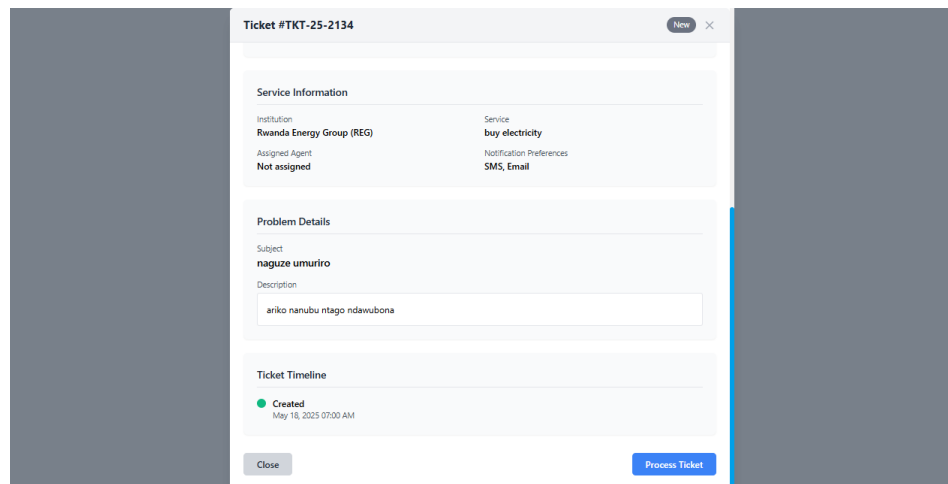 Ticket #TKT-25-2134
New
Service Information
Institution
Service
Rwanda Energy Group (REG)
buy electricity
Assigned Agent
Notification Preferences
Not assigned
SMS, Email
Problem Details
Subject
naguze umuriro
Description
ariko nanubu ntago ndawubona
Ticket Timeline
Created
May 18, 2025 07:00 AM
Close
Process Ticket